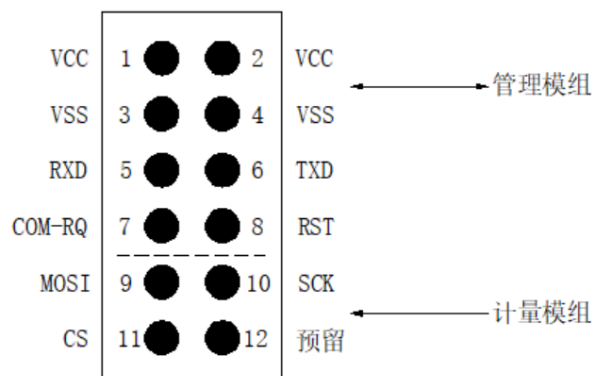 VCC 1 2 VCC
管理模组
VSS 3 4 VSS
RXD 5 6 TXD
COM-RQ 7 8 RST
MOSI 9 10 SCK
计量模组
CS 11 12 预留